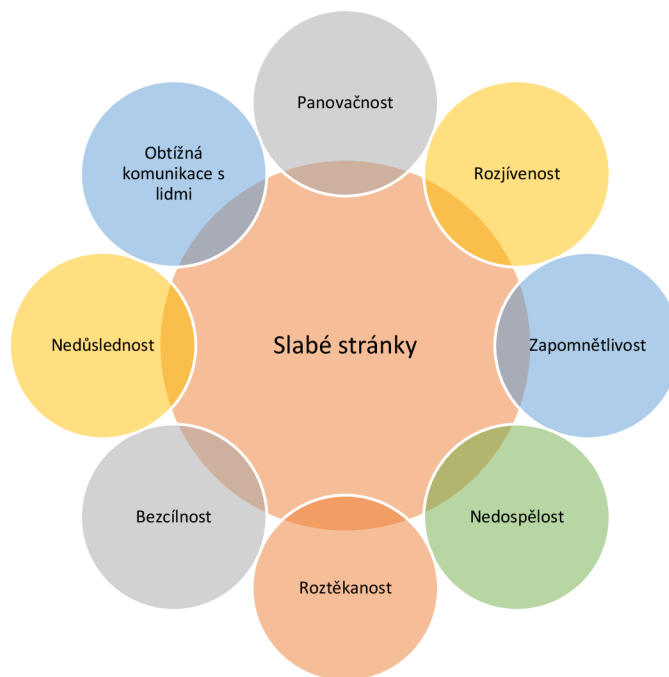 Panovačnost
Obtížná
komunikace s
lidmi
Rozjívenost
Nedůslednost
Slabé stránky
Zapomnětlivost
Bezcílnost
Nedospělost
Roztěkanost